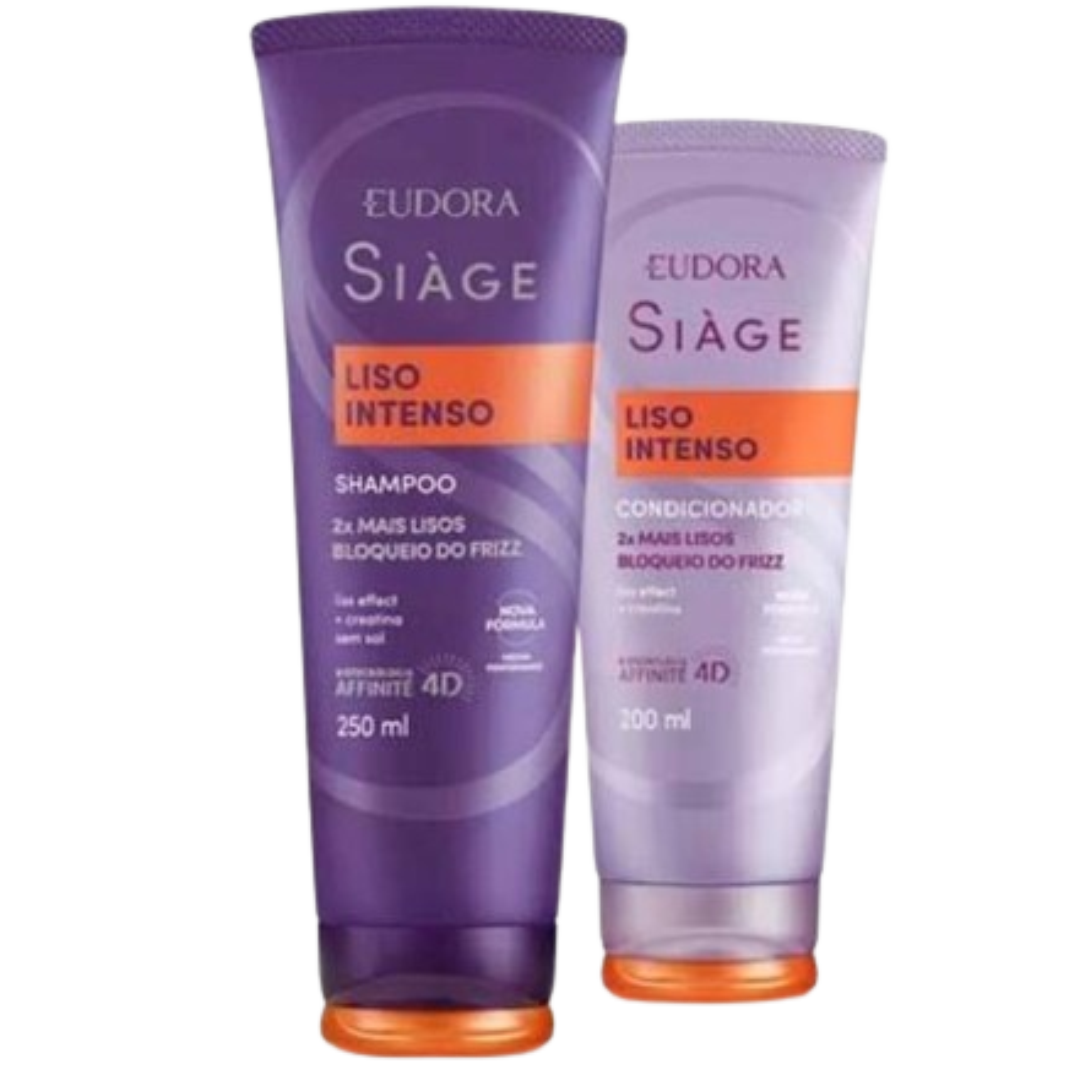 EUDORA
SIÀGE
LISO
INTENSO
SHAMPOO
2x MAIS LISOS
BLOQUEIO DO FRIZZ
liss effect
+ creatina
sem sal
NOVA
FÓRMULA
AFFINITÉ 4D
250 ml
EUDORA
SIÀGE
LISO
INTENSO
CONDICIONADOR
2x MAIS LISOS
BLOQUEIO DO FRIZZ
effect
+ creatina
AFFINITÉ 4D
200 ml